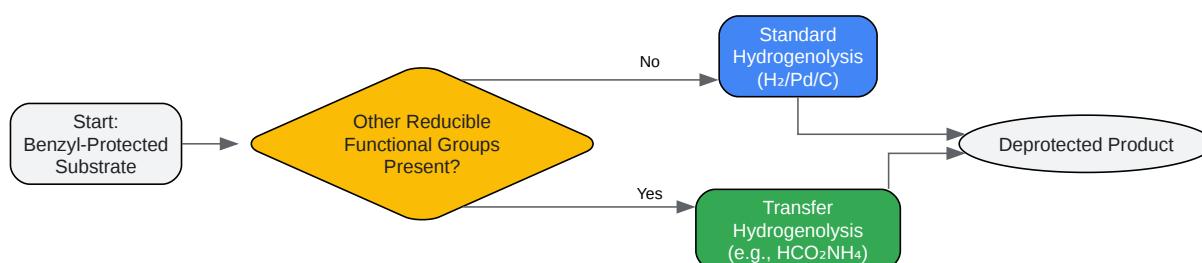 Start:
Benzyl-Protected
Substrate
Other Reducible
Functional Groups
Present?
No
Standard
Hydrogenolysis
(H₂/Pd/C)
Yes
Transfer
Hydrogenolysis
(e.g., HCO₂NH₄)
Deprotected Product